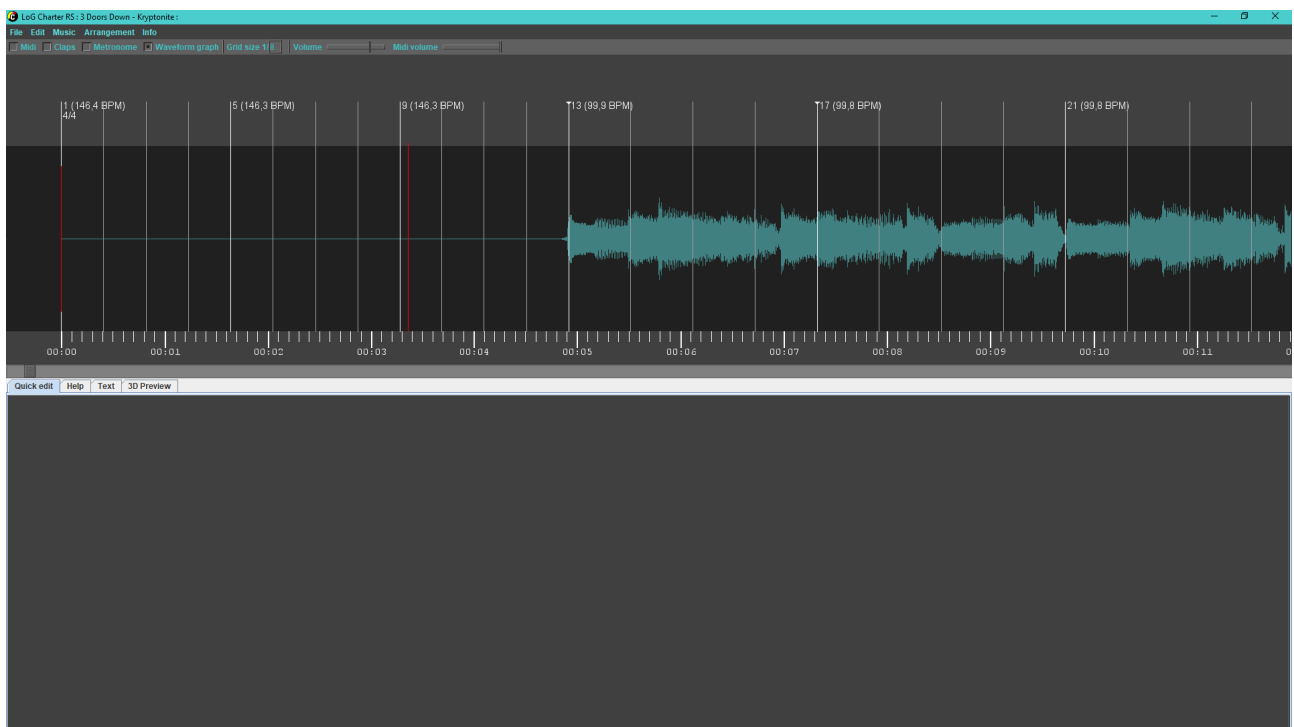 LoG Charter RS : 3 Doors Down - Kryptonite :
File Edit Music Arrangement Info
Midi Claps Metronome Waveform graph Grid size 1/8 Volume Midi volume
1 (146,4 BPM) 5 (146,3 BPM) 9 (146,3 BPM) 13 (99,9 BPM) 17 (99,8 BPM) 21 (99,8 BPM)
4/4
00:00 00:01 00:02 00:03 00:04 00:05 00:06 00:07 00:08 00:09 00:10 00:11 0
Quick edit Help Text 3D Preview